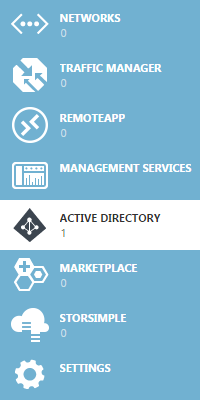 NETWORKS
0
TRAFFIC MANAGER
0
REMOTEAPP
0
MANAGEMENT SERVICES
ACTIVE DIRECTORY
1
MARKETPLACE
0
STORSIMPLE
0
SETTINGS